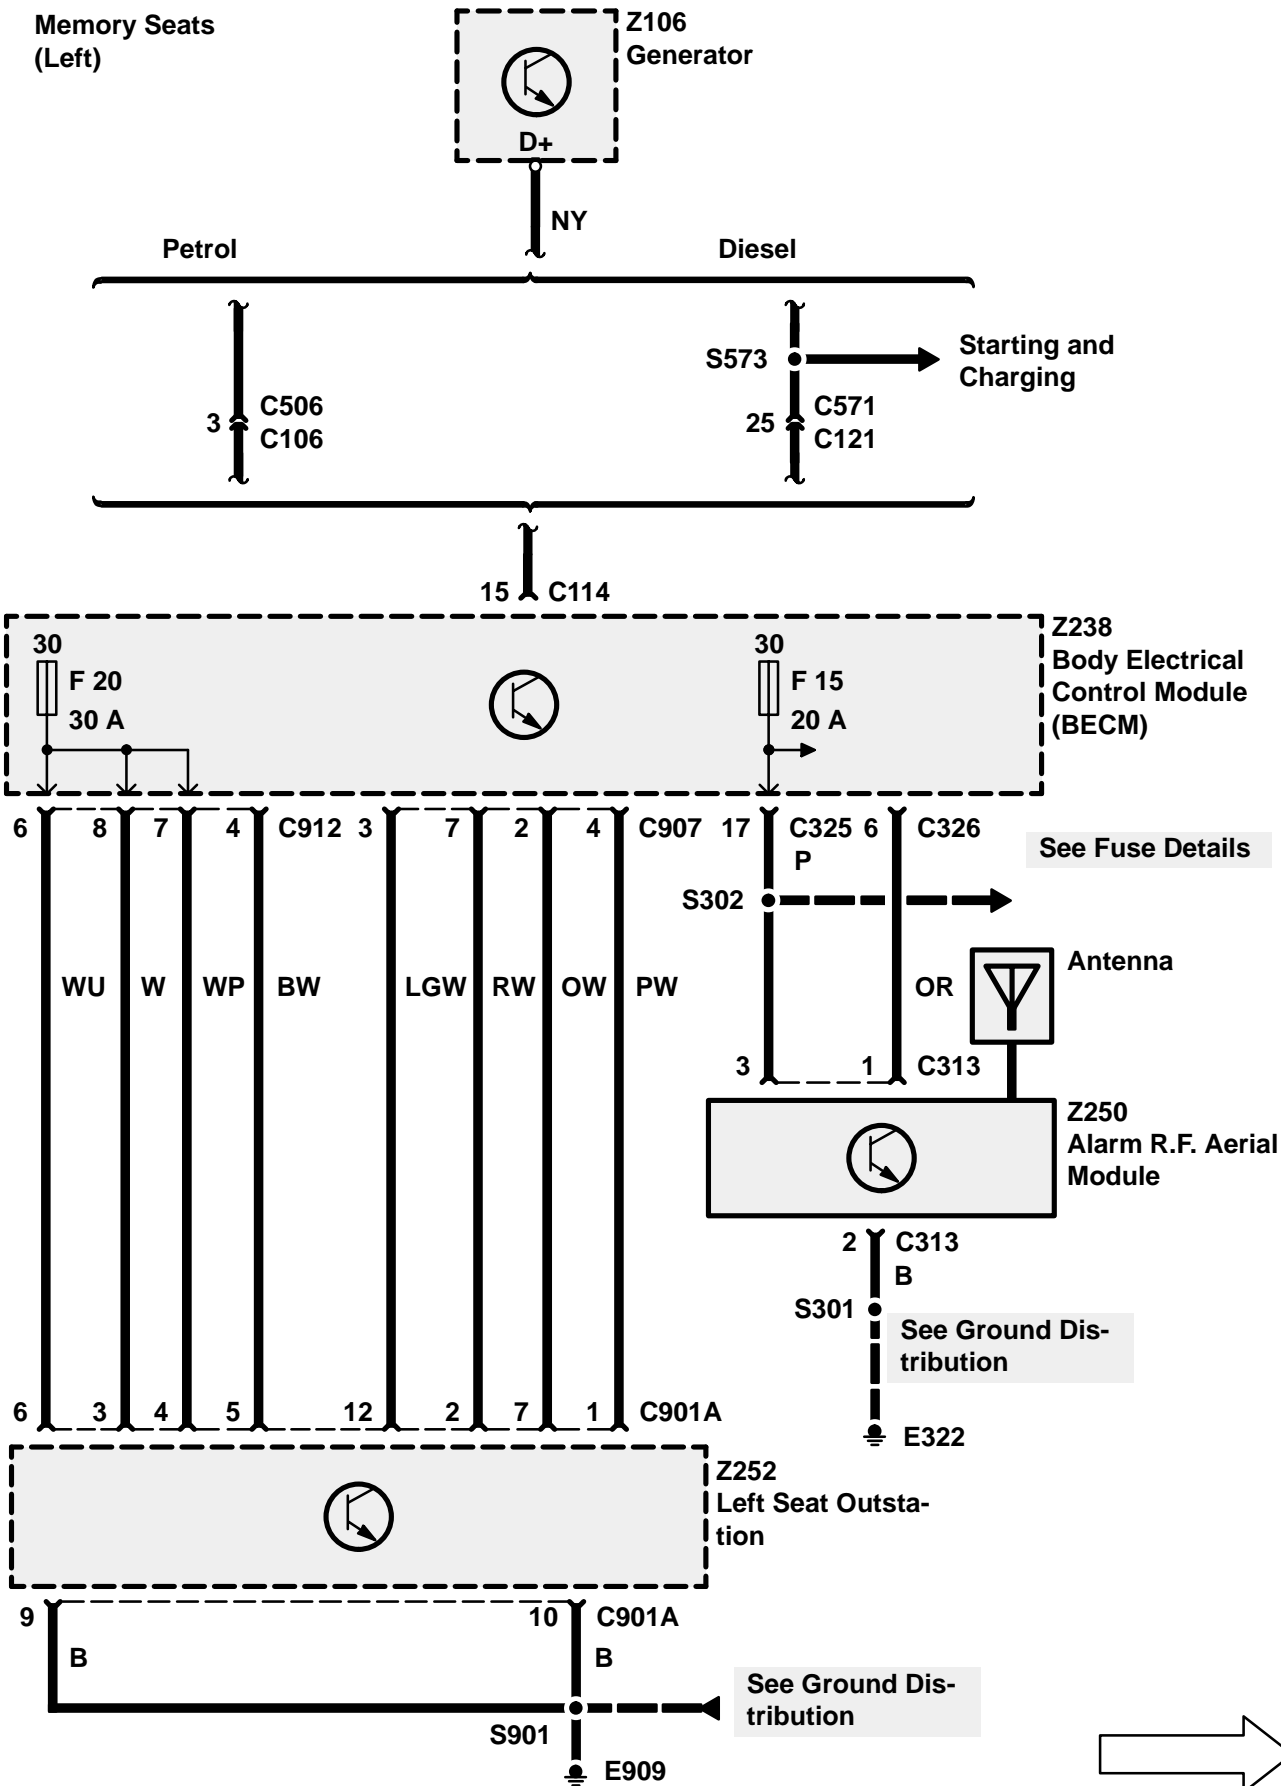 Memory Seats
(Left)
Z106
Generator
D+
NY
Petrol
Diesel
S573
Starting and
Charging
3
C506
C106
25
C571
C121
15
C114
30
F 20
30 A
30
F 15
20 A
Z238
Body Electrical
Control Module
(BECM)
6 8 7 4 C912 3 7 2 4 C907 17 C325 6 C326
P
See Fuse Details
S302
WU W WP BW LGW RW OW PW OR
Antenna
3 1 C313
Z250
Alarm R.F. Aerial
Module
2 C313
B
S301
See Ground Dis-
tribution
E322
6 3 4 5 12 2 7 1 C901A
Z252
Left Seat Outsta-
tion
9 10 C901A
B B
See Ground Dis-
tribution
S901
E909